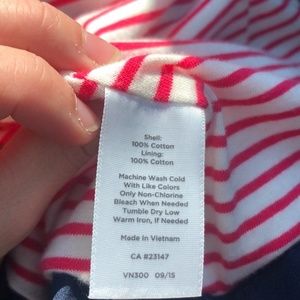 Shell:
100% Cotton
Lining:
100% Cotton
Machine Wash Cold
With Like Colors
Only Non-Chlorine
Bleach When Needed
Tumble Dry Low
Warm Iron, If Needed
Made In Vietnam
CA #23147
VN300 09/15